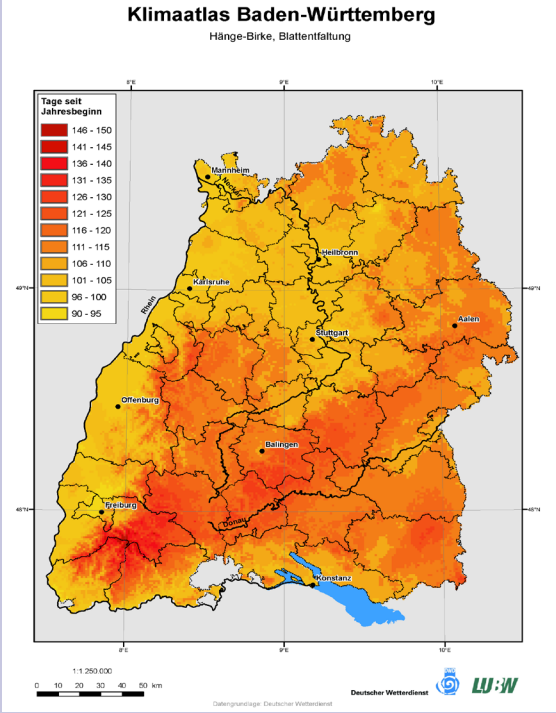 Klimaatlas Baden-Württemberg
Hänge-Birke, Blattentfaltung
8°E
9°E
10°E
Tage seit
Jahresbeginn
146 - 150
141 - 145
136 - 140
131 - 135
126 - 130
121 - 125
116 - 120
111 - 115
106 - 110
101 - 105
96 - 100
90 - 95
Mannheim
Neckar
Heilbronn
49°N
Karlsruhe
49°N
Rhein
Aalen
Stuttgart
Offenburg
Balingen
Freiburg
48°N
Donau
Konstanz
8°E
9°E
10°E
1:1.250.000
0 10 20 30 40 50 km
Deutscher Wetterdienst
LUBW
Datengrundlage: Deutscher Wetterdienst